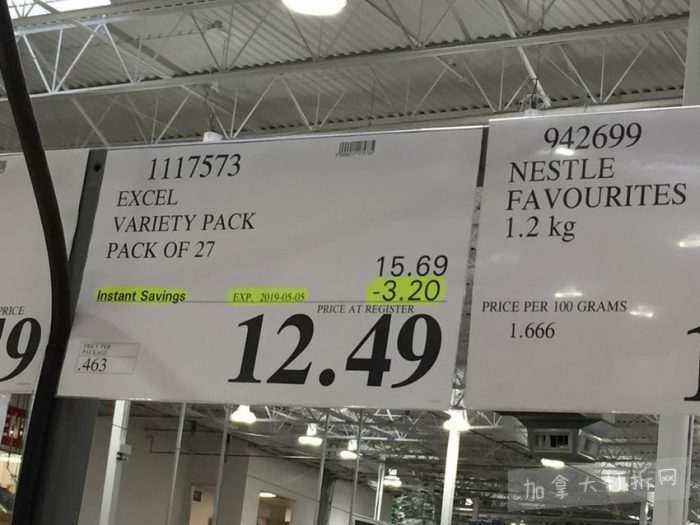 1117573
EXCEL
VARIETY PACK
PACK OF 27
15.69
Instant Savings EXP. 2019-05-05 -3.20
PRICE AT REGISTER
12.49
PRICE PER
PACKAGE
.463
942699
NESTLE
FAVOURITES
1.2 kg
PRICE PER 100 GRAMS
1.666
PRICE
9
加拿大打折网